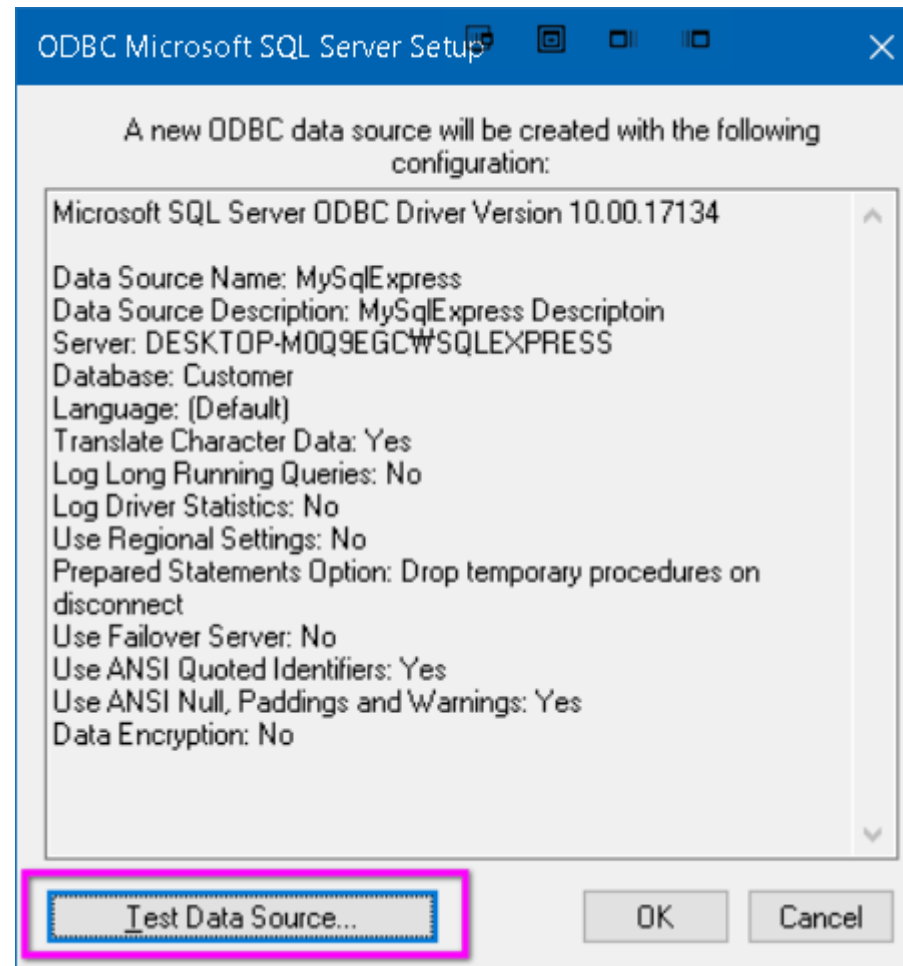 ODBC Microsoft SQL Server Setup
A new ODBC data source will be created with the following
configuration:
Microsoft SQL Server ODBC Driver Version 10.00.17134
Data Source Name: MySqlExpress
Data Source Description: MySqlExpress Descriptoin
Server: DESKTOP-M0Q9EGC₩SQLEXPRESS
Database: Customer
Language: (Default)
Translate Character Data: Yes
Log Long Running Queries: No
Log Driver Statistics: No
Use Regional Settings: No
Prepared Statements Option: Drop temporary procedures on
disconnect
Use Failover Server: No
Use ANSI Quoted Identifiers: Yes
Use ANSI Null, Paddings and Warnings: Yes
Data Encryption: No
Test Data Source...
OK
Cancel